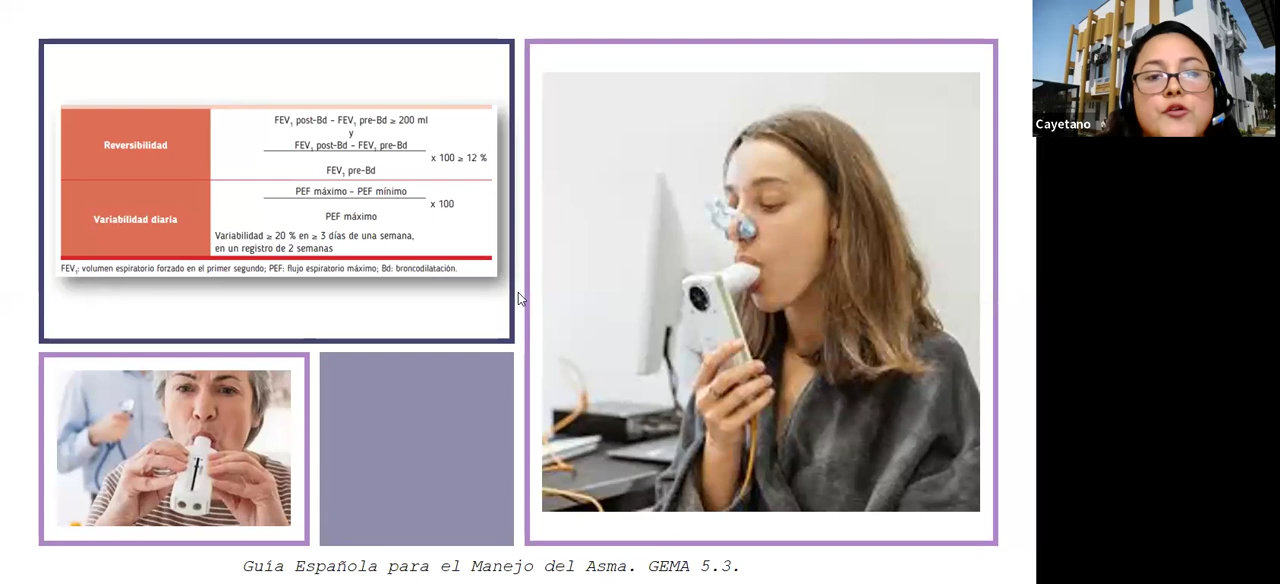 Reversibilidad
FEV₁ post-Bd – FEV₁ pre-Bd ≥ 200 ml
y
FEV₁ post-Bd – FEV₁ pre-Bd
x 100 ≥ 12 %
FEV₁ pre-Bd
Variabilidad diaria
PEF máximo – PEF mínimo
x 100
PEF máximo
Variabilidad ≥ 20 % en ≥ 3 días de una semana,
en un registro de 2 semanas
FEV₁: volumen espiratorio forzado en el primer segundo; PEF: flujo espiratorio máximo; Bd: broncodilatación.
Guía Española para el Manejo del Asma. GEMA 5.3.
Cayetano